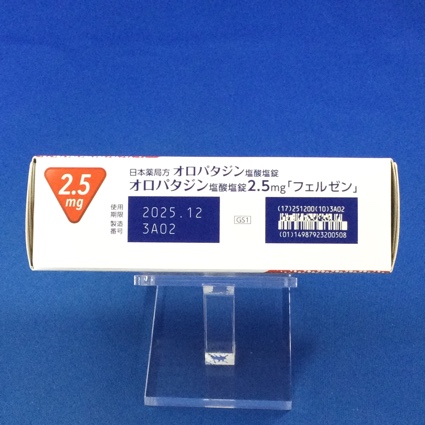 2.5
mg
日本薬局方 オロパタジン塩酸塩錠
オロパタジン塩酸塩錠2.5mg「フェルゼン」
使用
期限
2025.12
製造
番号
3A02
GS1
(17)251200(10)3A02
(01)14987923200508